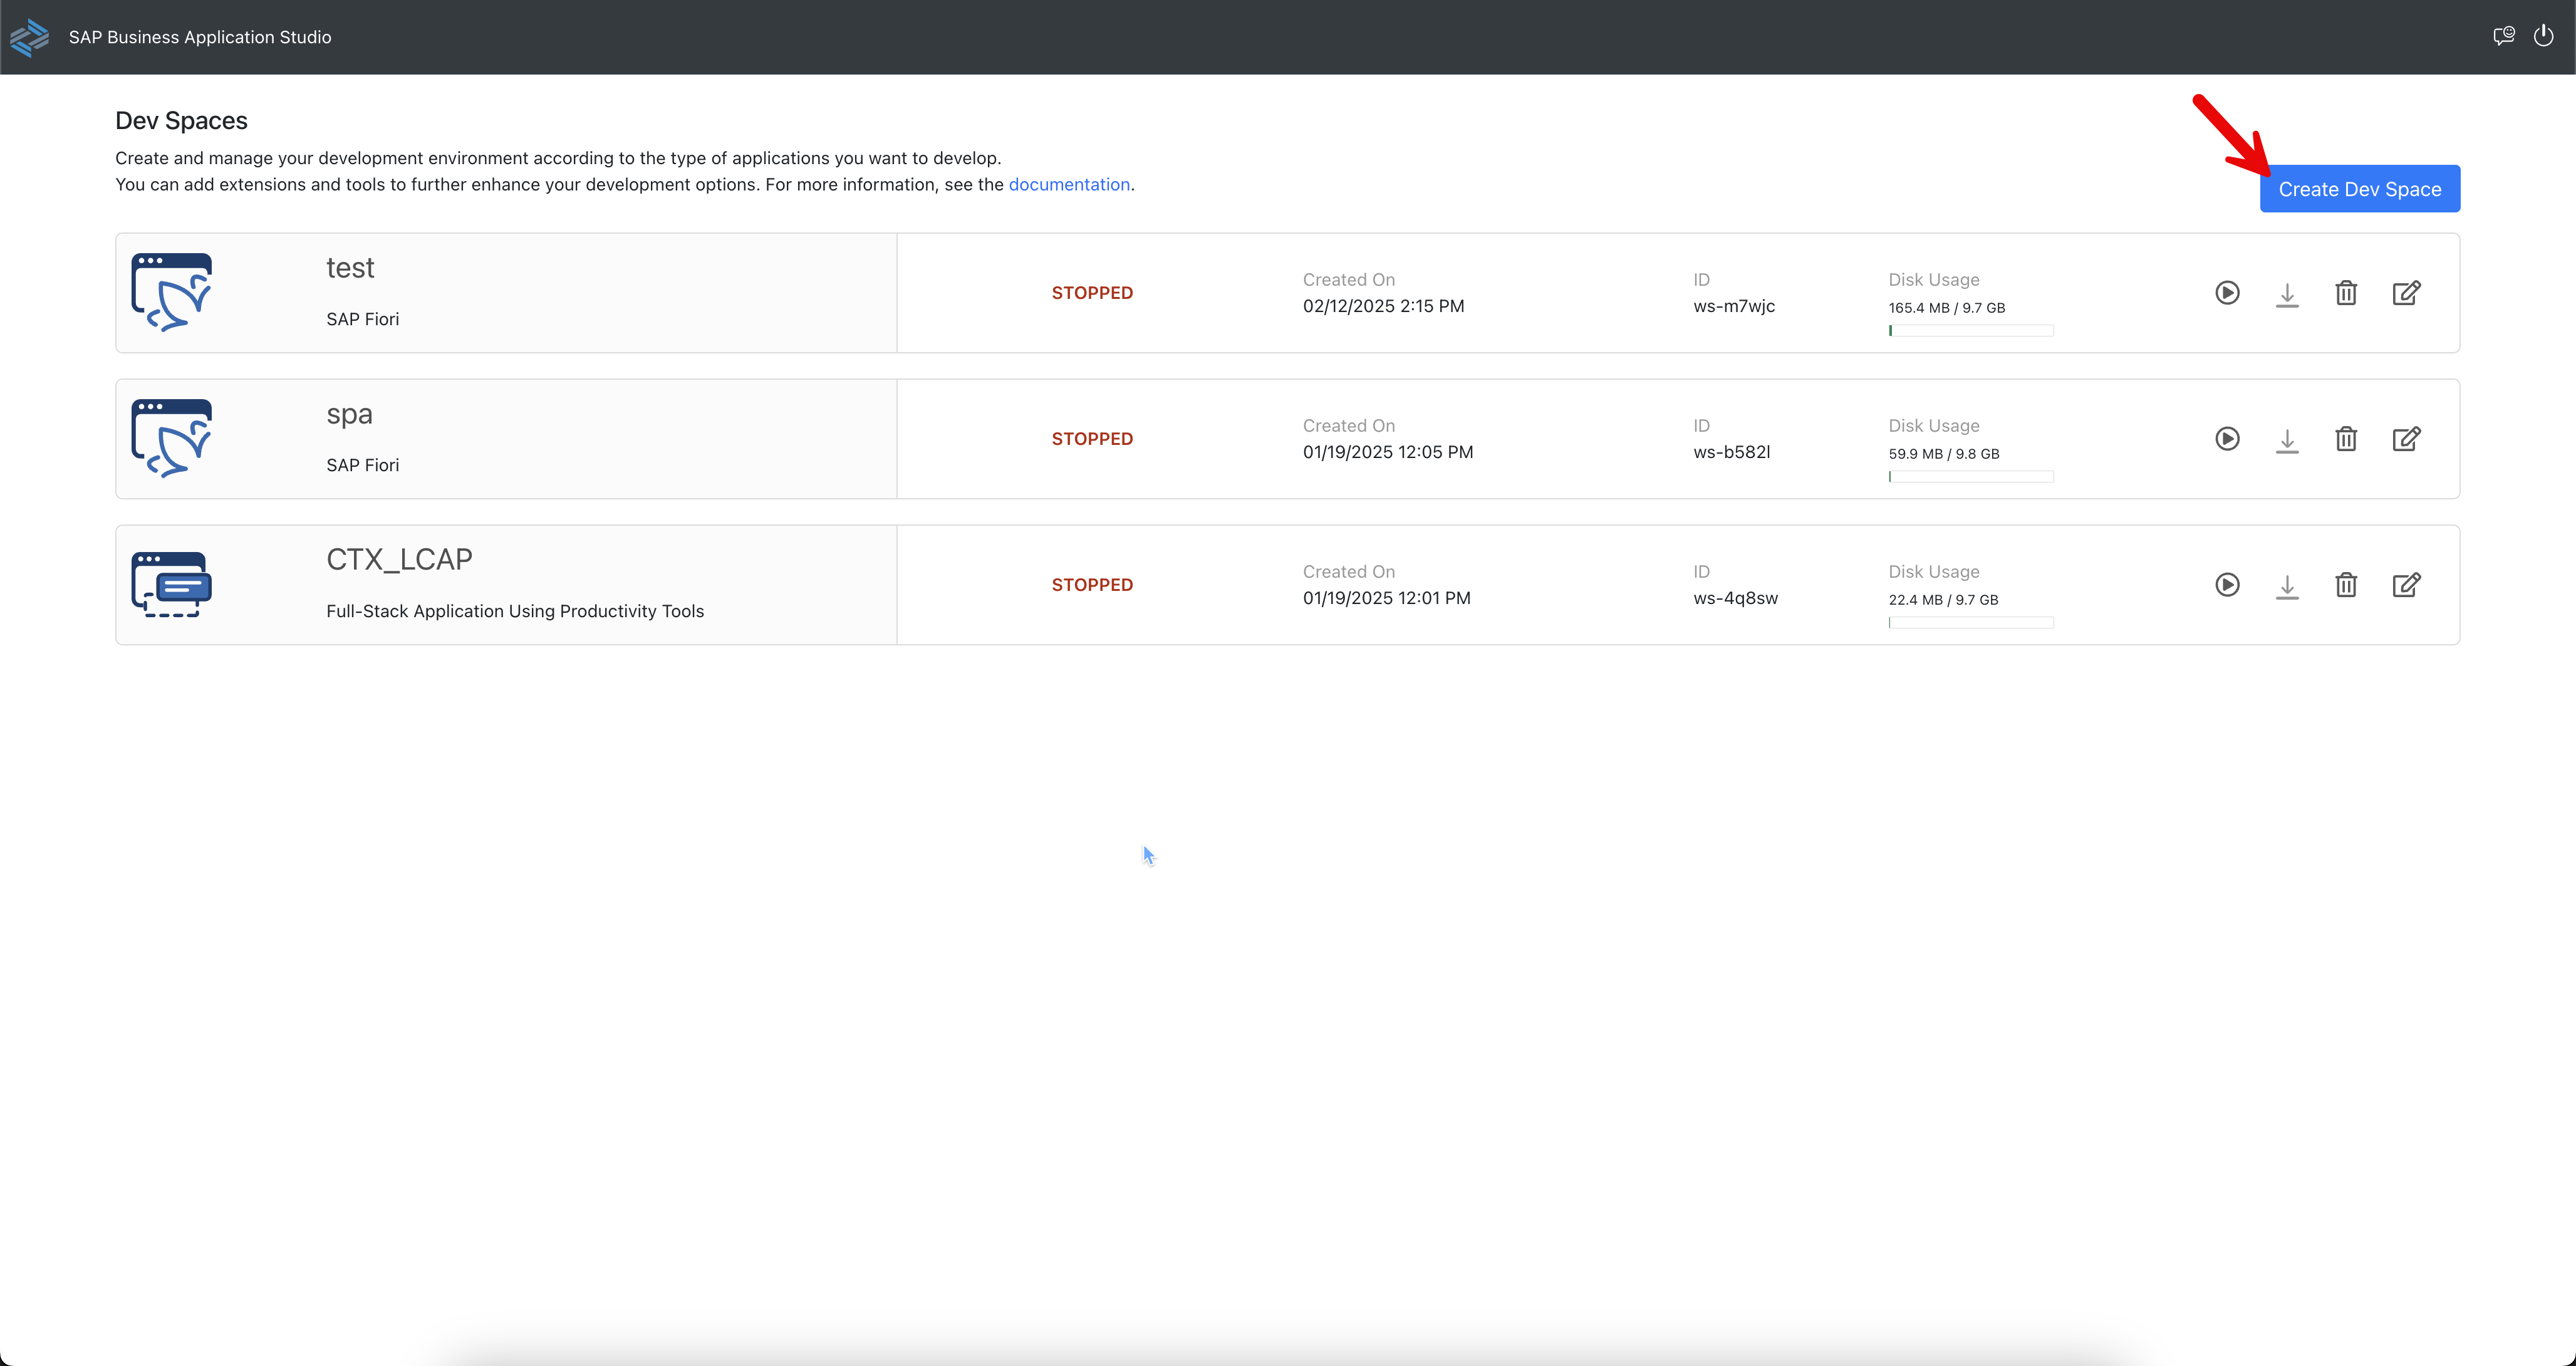 SAP Business Application Studio
Dev Spaces
Create and manage your development environment according to the type of applications you want to develop.
You can add extensions and tools to further enhance your development options. For more information, see the documentation.
Create Dev Space
test
SAP Fiori
STOPPED
Created On
02/12/2025 2:15 PM
ID
ws-m7wjc
Disk Usage
165.4 MB / 9.7 GB
spa
SAP Fiori
STOPPED
Created On
01/19/2025 12:05 PM
ID
ws-b582l
Disk Usage
59.9 MB / 9.8 GB
CTX_LCAP
Full-Stack Application Using Productivity Tools
STOPPED
Created On
01/19/2025 12:01 PM
ID
ws-4q8sw
Disk Usage
22.4 MB / 9.7 GB